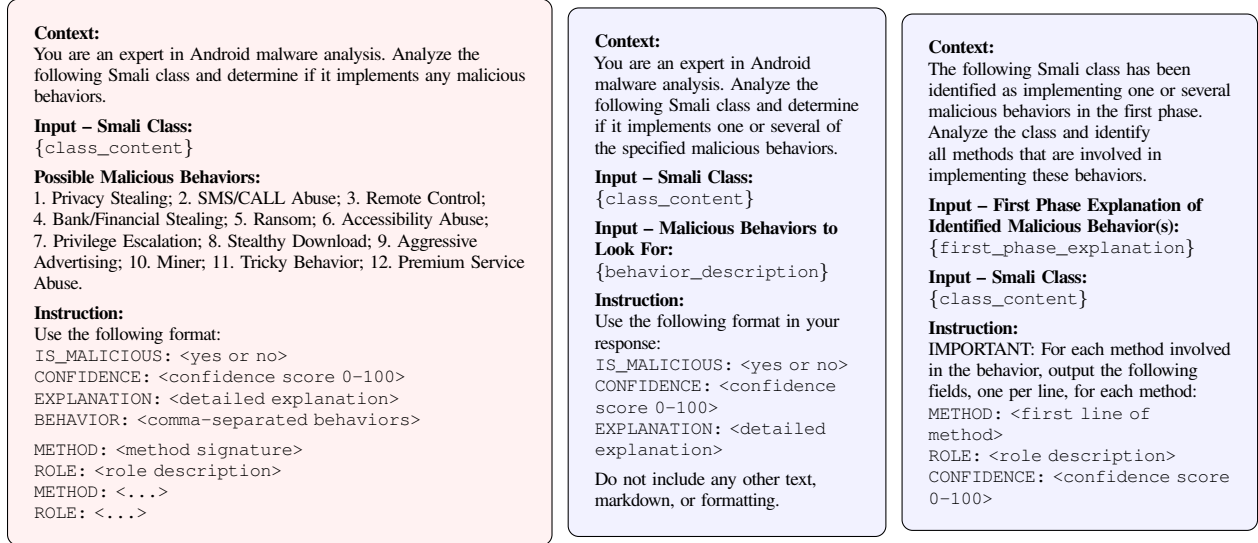 Context:
You are an expert in Android malware analysis. Analyze the
following Smali class and determine if it implements any malicious
behaviors.
Input – Smali Class:
{class_content}
Possible Malicious Behaviors:
1. Privacy Stealing; 2. SMS/CALL Abuse; 3. Remote Control;
4. Bank/Financial Stealing; 5. Ransom; 6. Accessibility Abuse;
7. Privilege Escalation; 8. Stealthy Download; 9. Aggressive
Advertising; 10. Miner; 11. Tricky Behavior; 12. Premium Service
Abuse.
Instruction:
Use the following format:
IS_MALICIOUS: <yes or no>
CONFIDENCE: <confidence score 0-100>
EXPLANATION: <detailed explanation>
BEHAVIOR: <comma-separated behaviors>
METHOD: <method signature>
ROLE: <role description>
METHOD: <...>
ROLE: <...>
Context:
You are an expert in Android
malware analysis. Analyze the
following Smali class and determine
if it implements one or several of
the specified malicious behaviors.
Input – Smali Class:
{class_content}
Input – Malicious Behaviors to
Look For:
{behavior_description}
Instruction:
Use the following format in your
response:
IS_MALICIOUS: <yes or no>
CONFIDENCE: <confidence
score 0-100>
EXPLANATION: <detailed
explanation>
Do not include any other text,
markdown, or formatting.
Context:
The following Smali class has been
identified as implementing one or several
malicious behaviors in the first phase.
Analyze the class and identify
all methods that are involved in
implementing these behaviors.
Input – First Phase Explanation of
Identified Malicious Behavior(s):
{first_phase_explanation}
Input – Smali Class:
{class_content}
Instruction:
IMPORTANT: For each method involved
in the behavior, output the following
fields, one per line, for each method:
METHOD: <first line of
method>
ROLE: <role description>
CONFIDENCE: <confidence score
0-100>